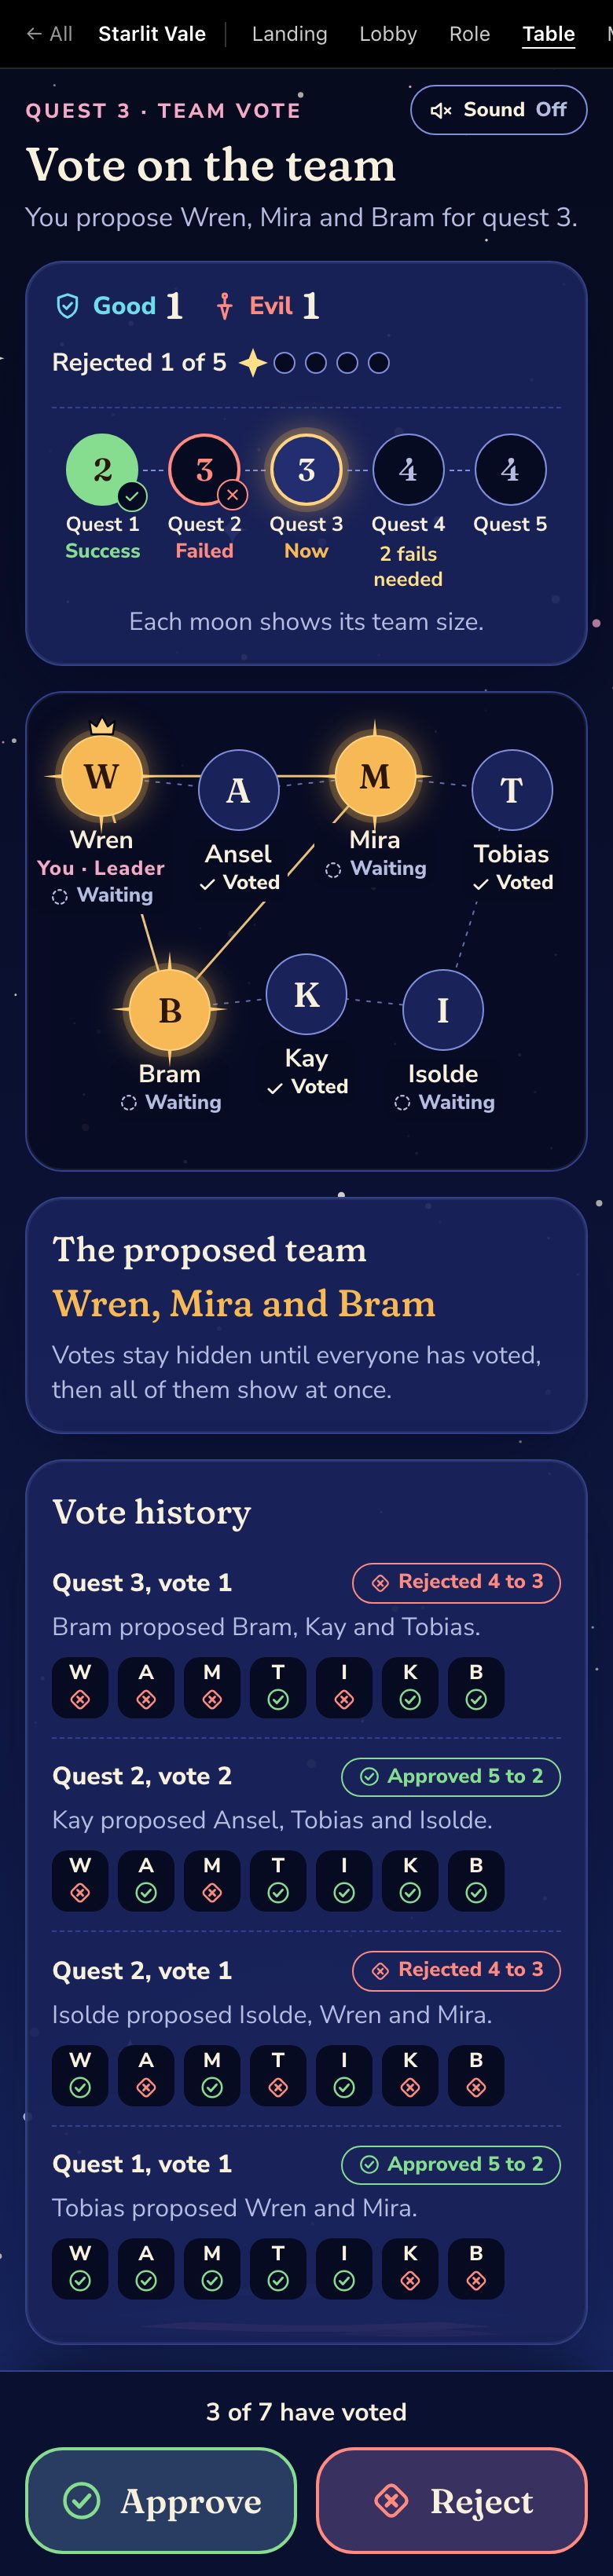 ← All Starlit Vale Landing Lobby Role Table
QUEST 3 · TEAM VOTE
Sound Off
Vote on the team
You propose Wren, Mira and Bram for quest 3.
Good 1 Evil 1
Rejected 1 of 5
2 3 3 4 4
Quest 1 Quest 2 Quest 3 Quest 4 Quest 5
Success Failed Now 2 fails
needed
Each moon shows its team size.
W A M T
Wren Ansel Mira Tobias
You · Leader Voted Waiting Voted
Waiting
B K I
Bram Kay Isolde
Waiting Voted Waiting
The proposed team
Wren, Mira and Bram
Votes stay hidden until everyone has voted,
then all of them show at once.
Vote history
Quest 3, vote 1 Rejected 4 to 3
Bram proposed Bram, Kay and Tobias.
W A M T I K B
Quest 2, vote 2 Approved 5 to 2
Kay proposed Ansel, Tobias and Isolde.
W A M T I K B
Quest 2, vote 1 Rejected 4 to 3
Isolde proposed Isolde, Wren and Mira.
W A M T I K B
Quest 1, vote 1 Approved 5 to 2
Tobias proposed Wren and Mira.
W A M T I K B
3 of 7 have voted
Approve Reject